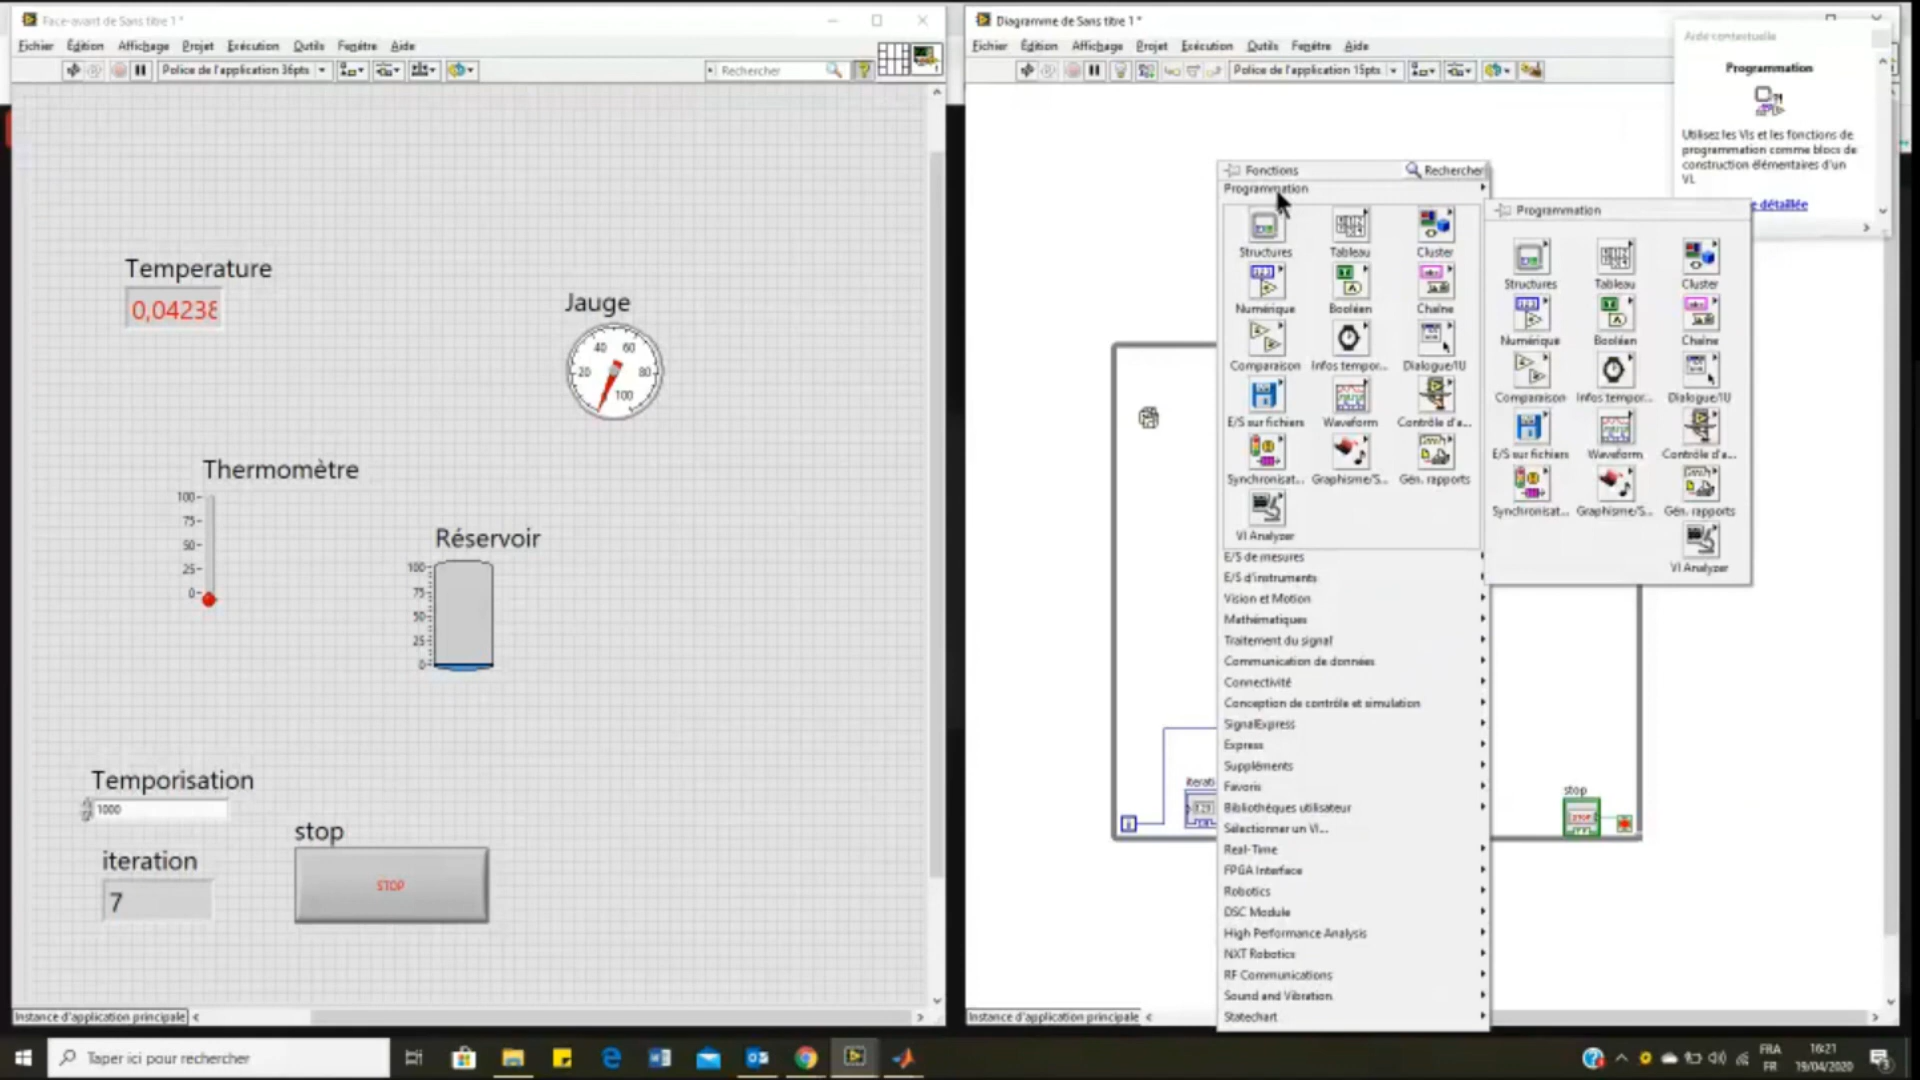 Face-avant de Sans titre 1 *
Fichier Édition Affichage Projet Exécution Outils Fenêtre Aide
Police de l'application 36pts
Rechercher
Temperature
0,04238
Jauge
40 60
20 80
100
Thermomètre
100
75
50
25
0
Réservoir
100
75
50
25
0
Temporisation
1000
stop
STOP
iteration
7
Instance d'application principale
Diagramme de Sans titre 1 *
Fichier Édition Affichage Projet Exécution Outils Fenêtre Aide
Police de l'application 15pts
Aide contextuelle
Programmation
Utilisez les VIs et les fonctions de
programmation comme blocs de
construction élémentaires d'un
VI.
e détaillée
Fonctions Rechercher
Programmation
Structures Tableau Cluster
Numérique Booléen Chaîne
Comparaison Infos tempor... Dialogue/IU
E/S sur fichiers Waveform Contrôle d'a...
Synchronisat... Graphisme/S... Gén. rapports
VI Analyzer
E/S de mesures
E/S d'instruments
Vision et Motion
Mathématiques
Traitement du signal
Communication de données
Connectivité
Conception de contrôle et simulation
SignalExpress
Express
Suppléments
Favoris
Bibliothèques utilisateur
Sélectionner un VI...
Real-Time
FPGA Interface
Robotics
DSC Module
High Performance Analysis
NXT Robotics
RF Communications
Sound and Vibration
Statechart
Programmation
Structures Tableau Cluster
Numérique Booléen Chaîne
Comparaison Infos tempor... Dialogue/IU
E/S sur fichiers Waveform Contrôle d'a...
Synchronisat... Graphisme/S... Gén. rapports
VI Analyzer
iterati
i
stop
STOP
Instance d'application principale
Taper ici pour rechercher
FRA
FR
16:21
19/04/2020